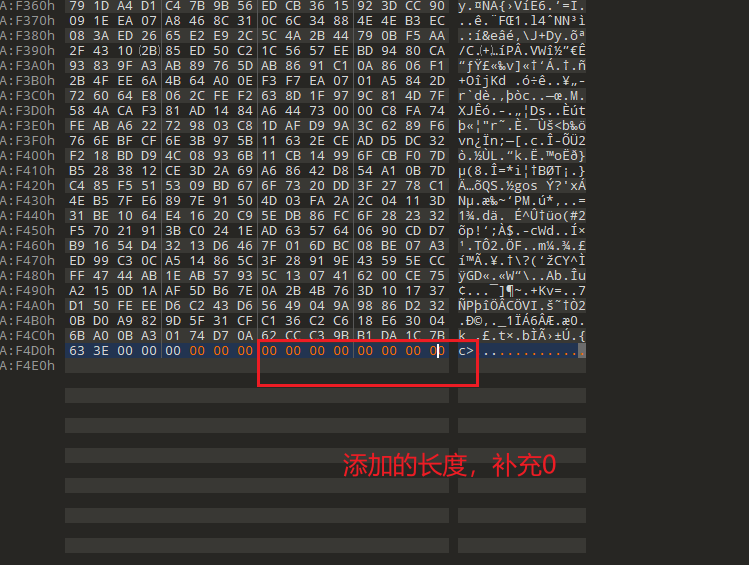 A:F360h 79 1D A4 D1 C4 7B 9B 56 ED CB 36 15 92 3D CC 90 y.¤ÑÄ{›VíË6.’=Ì.
A:F370h 09 1E EA 07 A8 46 8C 31 0C 6C 34 88 4E 4E B3 EC ..ê.¨FŒ1.l4ˆNN³ì
A:F380h 08 3A ED 26 65 E2 E9 2C 5C 4A 2B 44 79 0B F5 AA .:í&eâé,\J+Dy.õª
A:F390h 2F 43 10 (2B) 85 ED 50 C2 1C 56 57 EE BD 94 80 CA /C.(+)…íPÂ.VWî½”€Ê
A:F3A0h 93 83 9F A3 AB 89 76 5D AB 86 91 C1 0A 86 06 F1 “ƒŸ£«‰v]«†‘Á.†.ñ
A:F3B0h 2B 4F EE 6A 4B 64 A0 0E F3 F7 EA 07 01 A5 84 2D +OîjKd .ó÷ê..¥„-
A:F3C0h 72 60 64 E8 06 2C FE F2 63 8D 1F 97 9C 81 4D 7F r`dè.,þòc..—œ.M.
A:F3D0h 58 4A CA F3 81 AD 14 84 A6 44 73 00 00 C8 FA 74 XJÊó.-.„¦Ds..Èút
A:F3E0h FE AB A6 22 72 98 03 C8 1D AF D9 9A 3C 62 89 F6 þ«¦"r˜.È.¯Ùš<b‰ö
A:F3F0h 76 6E BF CF 6E 3B 97 5B 11 63 2E CE AD D5 DC 32 vn¿Ïn;—[.c.Î-ÕÜ2
A:F400h F2 18 BD D9 4C 08 93 6B 11 CB 14 99 6F CB F0 7D ò.½ÙL.“k.Ë.™oËð}
A:F410h B5 28 38 12 CE 3D 2A 69 A6 86 42 D8 54 A1 0B 7D µ(8.Î=*i¦†BØT¡.}
A:F420h C4 85 F5 51 53 09 BD 67 6F 73 20 DD 3F 27 78 C1 Ä…õQS.½gos Ý?'xÁ
A:F430h 4E B5 7F E6 89 7E 91 50 4D 03 FA 2A 2C 04 11 3D Nµ.æ‰~‘PM.ú*,..=
A:F440h 31 BE 10 64 E4 16 20 C9 5E DB 86 FC 6F 28 23 32 1¾.dä. É^Û†üo(#2
A:F450h F5 70 21 91 3B C0 24 1E AD 63 57 64 06 90 CD D7 õp!‘;À$.-cWd..Í×
A:F460h B9 16 54 D4 32 13 D6 46 7F 01 6D BC 08 BE 07 A3 ¹.TÔ2.ÖF..m¼.¾.£
A:F470h ED 99 C3 0C A5 14 86 5C 3F 28 91 9E 43 59 5E CC í™Ã.¥.†\?(‘žCY^Ì
A:F480h FF 47 44 AB 1E AB 57 93 5C 13 07 41 62 00 CE 75 ÿGD«.«W“\..Ab.Îu
A:F490h A2 15 0D 1A AF 5D B6 7E 0A 2B 4B 76 3D 10 17 37 ¢...¯]¶~.+Kv=..7
A:F4A0h D1 50 FE EE D6 C2 43 D6 56 49 04 9A 98 86 D2 32 ÑPþîÖÂCÖVI.š˜†Ò2
A:F4B0h 0B D0 A9 82 9D 5F 31 CF C1 36 C2 C6 18 E6 30 04 .Ð©‚._1ÏÁ6ÂÆ.æ0.
A:F4C0h 6B A0 0B A3 01 74 D7 0A 62 CC C3 9B B1 DA 1C 7B k .£.t×.bÌÃ›±Ú.{
A:F4D0h 63 3E 00 00 00 00 00 00 00 00 00 00 00 00 00 00 c>..............
A:F4E0h
添加的长度，补充0